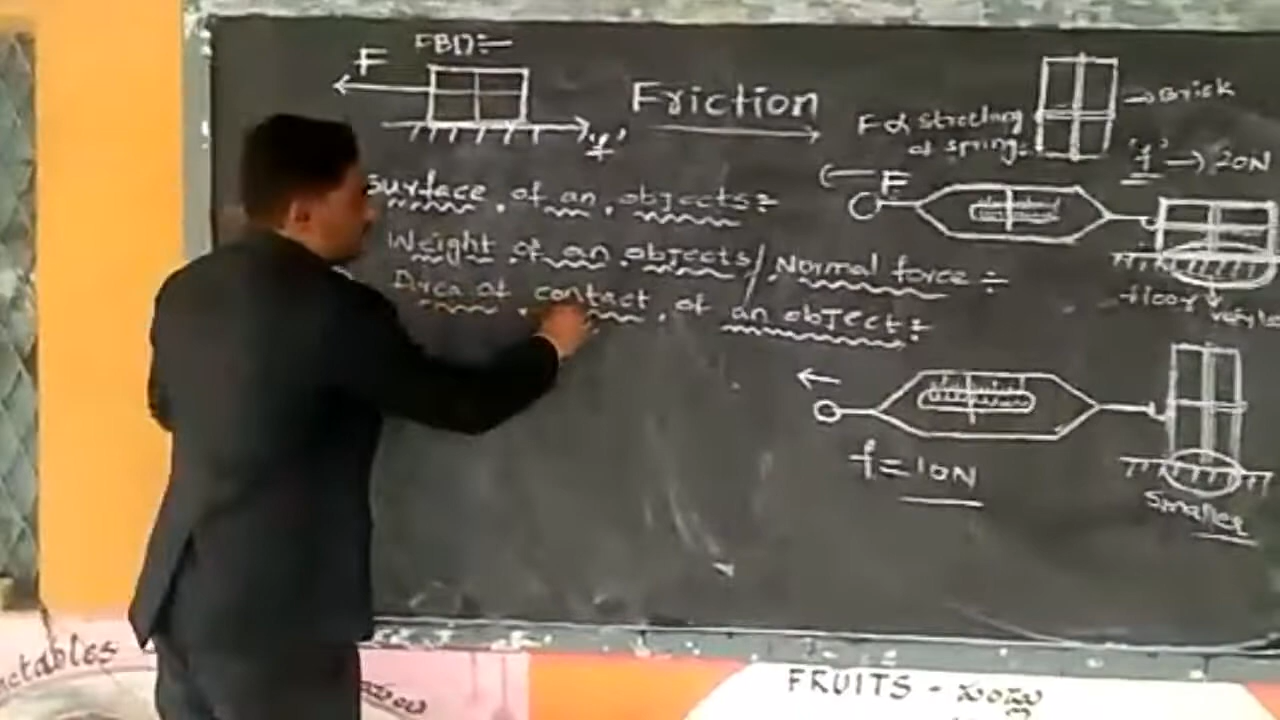 FBD:-
F
Friction
'f'
Surface of an objects:
Weight of an objects/Normal force ÷
Area of contact of an object:
F α
of spring:
→Brick
'f' → 20N
F
floor
f = 10N
Smaller
FRUITS - ಹಣ್ಣು